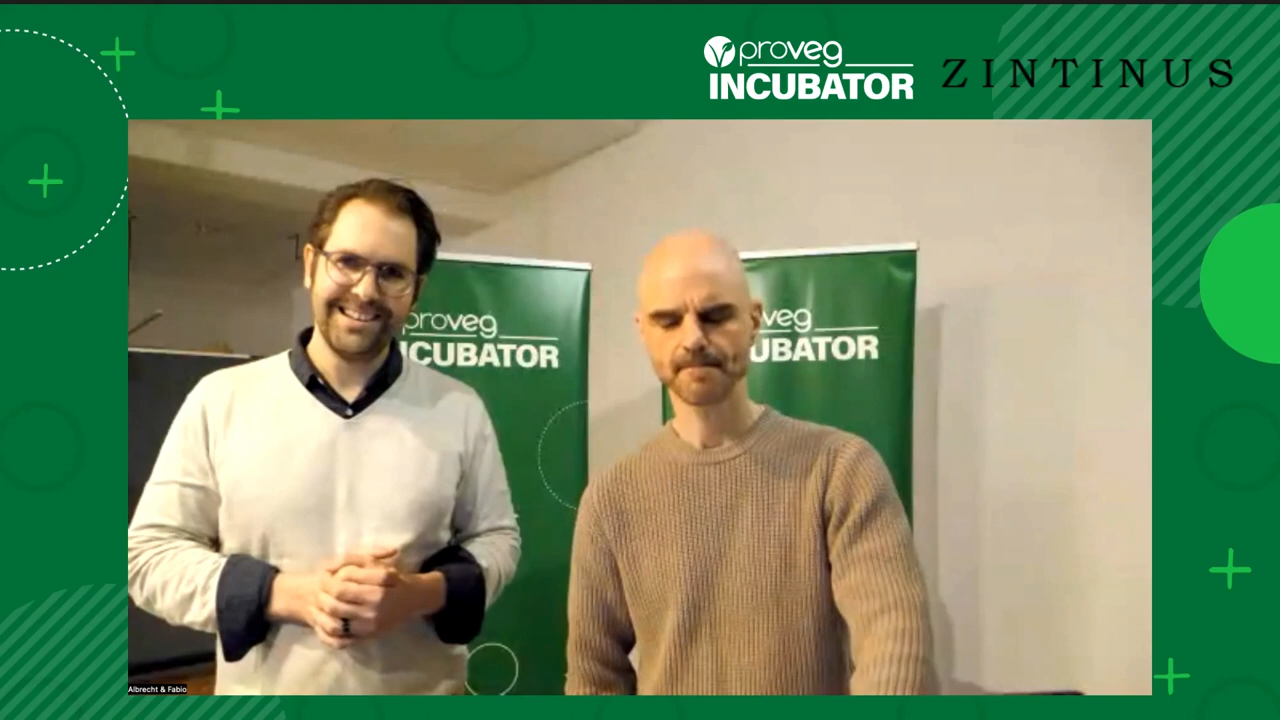 proveg
INCUBATOR
ZINTINUS
proveg
INCUBATOR
veg
UBATOR
Albrecht & Fabio